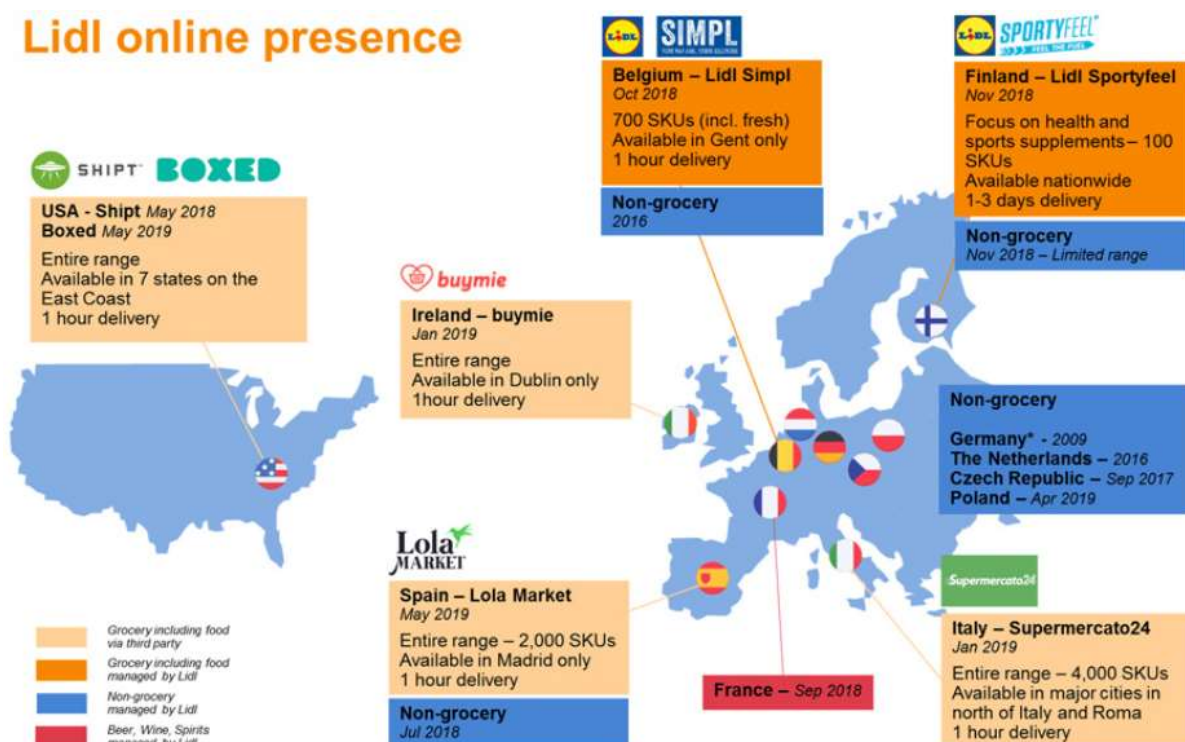 Lidl online presence
SHIPT BOXED
USA - Shipt May 2018
Boxed May 2019
Entire range
Available in 7 states on the
East Coast
1 hour delivery
buymie
Ireland – buymie
Jan 2019
Entire range
Available in Dublin only
1hour delivery
LIDL SIMPL
Belgium – Lidl Simpl
Oct 2018
700 SKUs (incl. fresh)
Available in Gent only
1 hour delivery
Non-grocery
2016
LIDL SPORTYFEEL
FEEL THE FUEL
Finland – Lidl Sportyfeel
Nov 2018
Focus on health and
sports supplements – 100
SKUs
Available nationwide
1-3 days delivery
Non-grocery
Nov 2018 – Limited range
Non-grocery
Germany* - 2009
The Netherlands – 2016
Czech Republic – Sep 2017
Poland – Apr 2019
Lola
MARKET
Spain – Lola Market
May 2019
Entire range – 2,000 SKUs
Available in Madrid only
1 hour delivery
Non-grocery
Jul 2018
France – Sep 2018
Supermercato24
Italy – Supermercato24
Jan 2019
Entire range – 4,000 SKUs
Available in major cities in
north of Italy and Roma
1 hour delivery
Grocery including food
via third party
Grocery including food
managed by Lidl
Non-grocery
managed by Lidl
Beer, Wine, Spirits
managed by Lidl